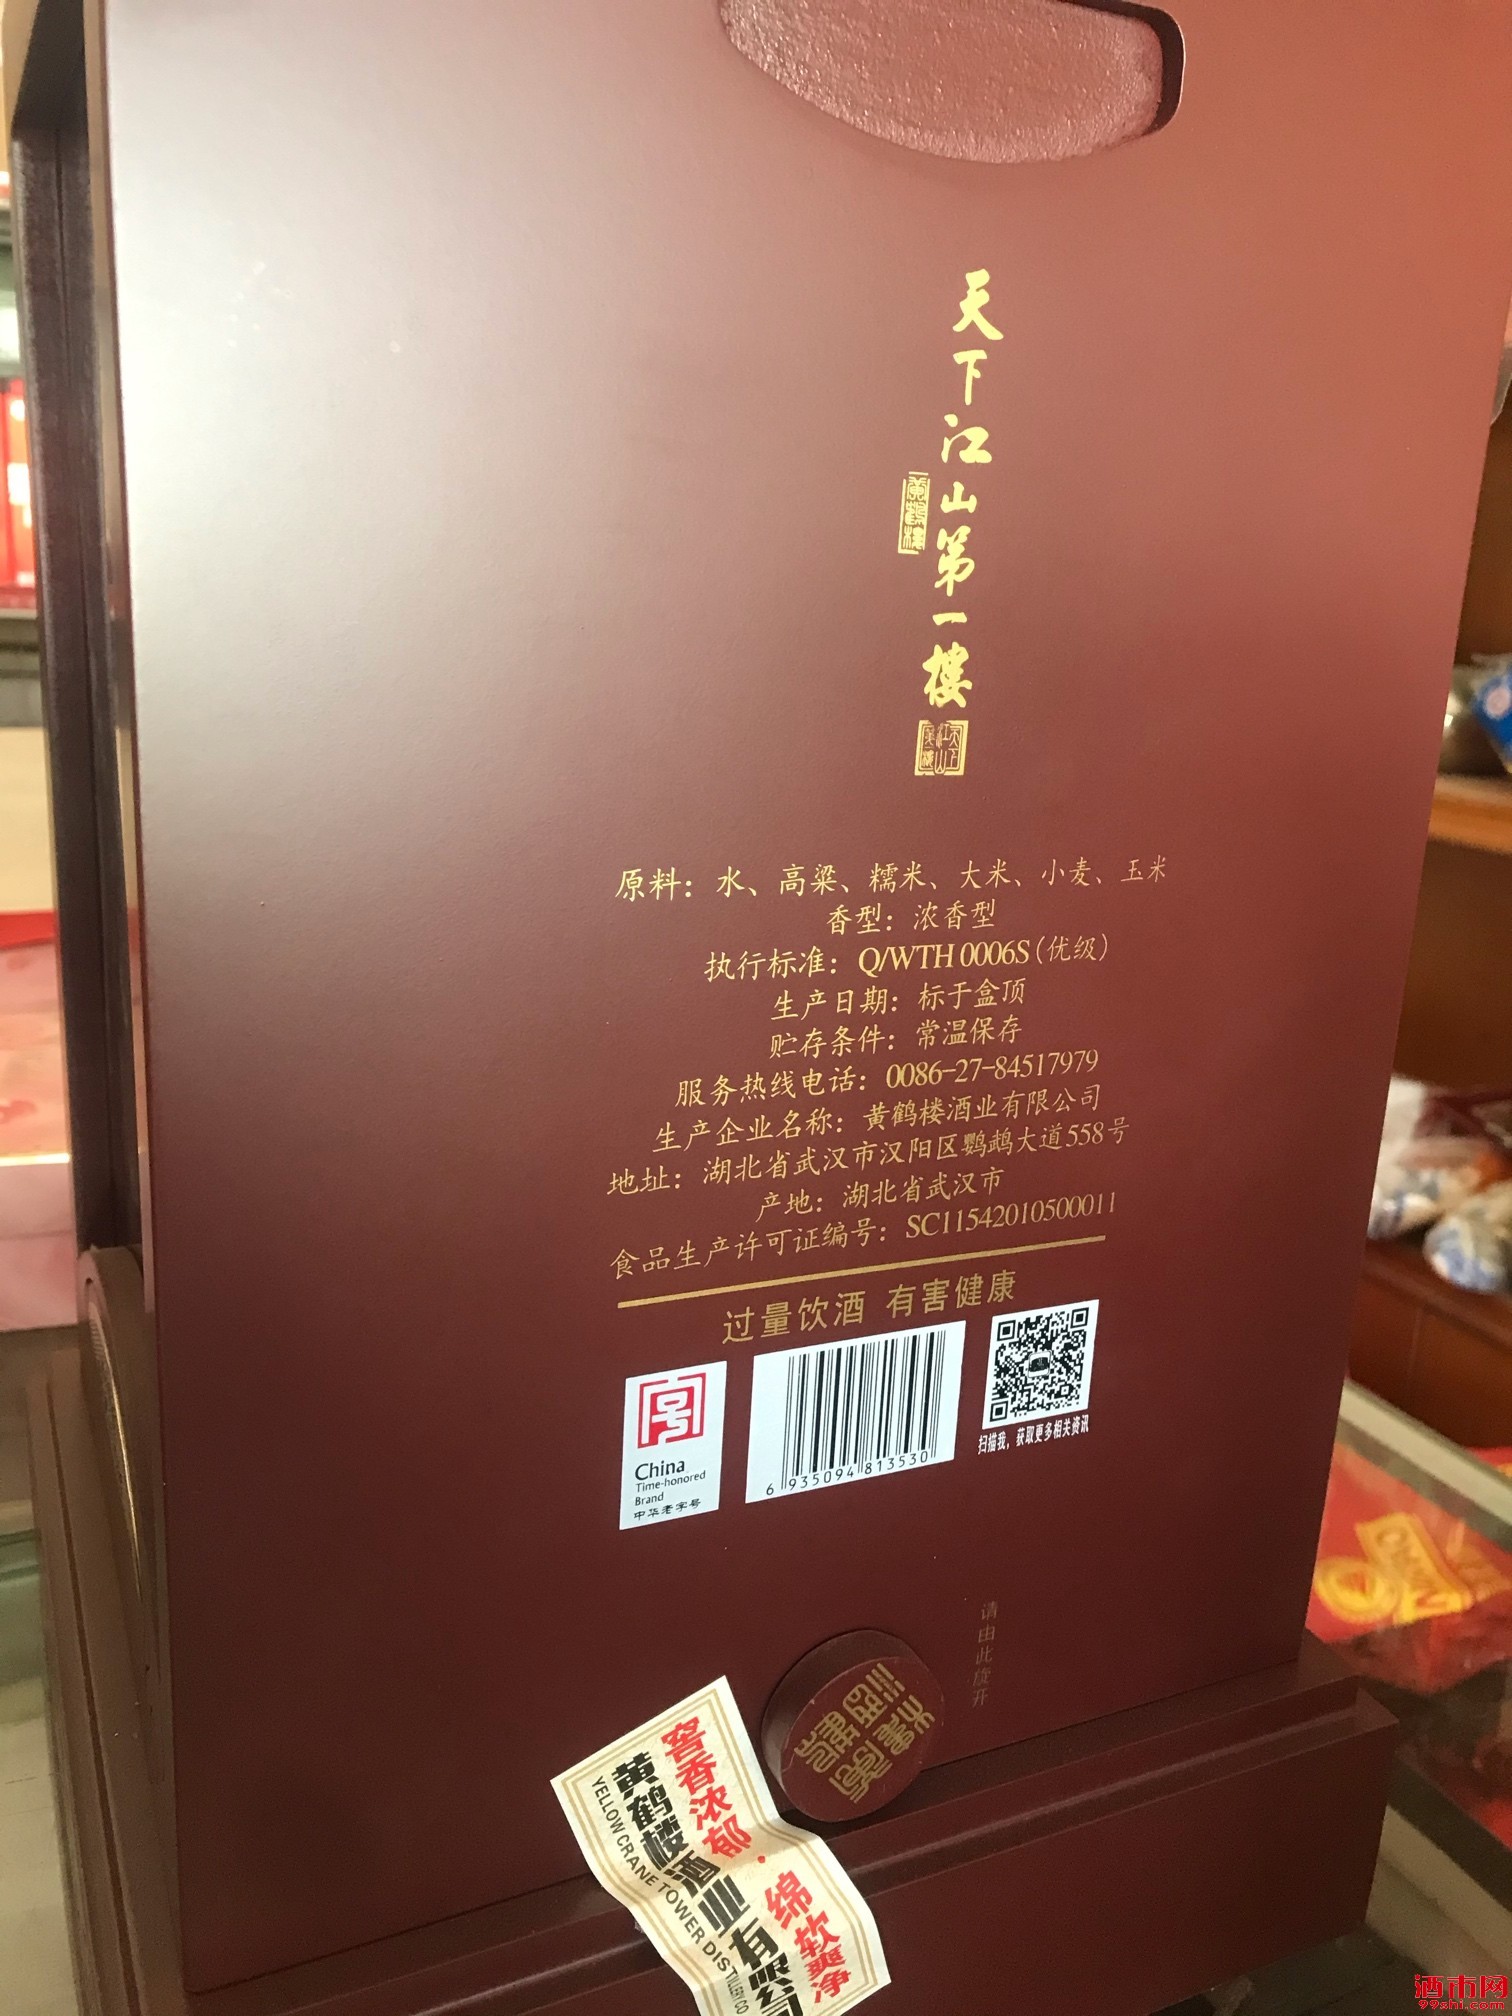 天下江山第一楼
黄鹤楼
原料：水、高粱、糯米、大米、小麦、玉米
香型：浓香型
执行标准：Q/WTH 0006S（优级）
生产日期：标于盒顶
贮存条件：常温保存
服务热线电话：0086-27-84517979
生产企业名称：黄鹤楼酒业有限公司
地址：湖北省武汉市汉阳区鹦鹉大道558号
产地：湖北省武汉市
食品生产许可证编号：SC11542010500011
过量饮酒 有害健康
China
Time-honored
Brand
中华老字号
6 935094 813530
扫描我，获取更多相关资讯
请由此旋开
窖香浓郁·绵软爽净
黄鹤楼酒业有限公司
YELLOW CRANE TOWER DISTILLERY CO
酒市网
99shi.com